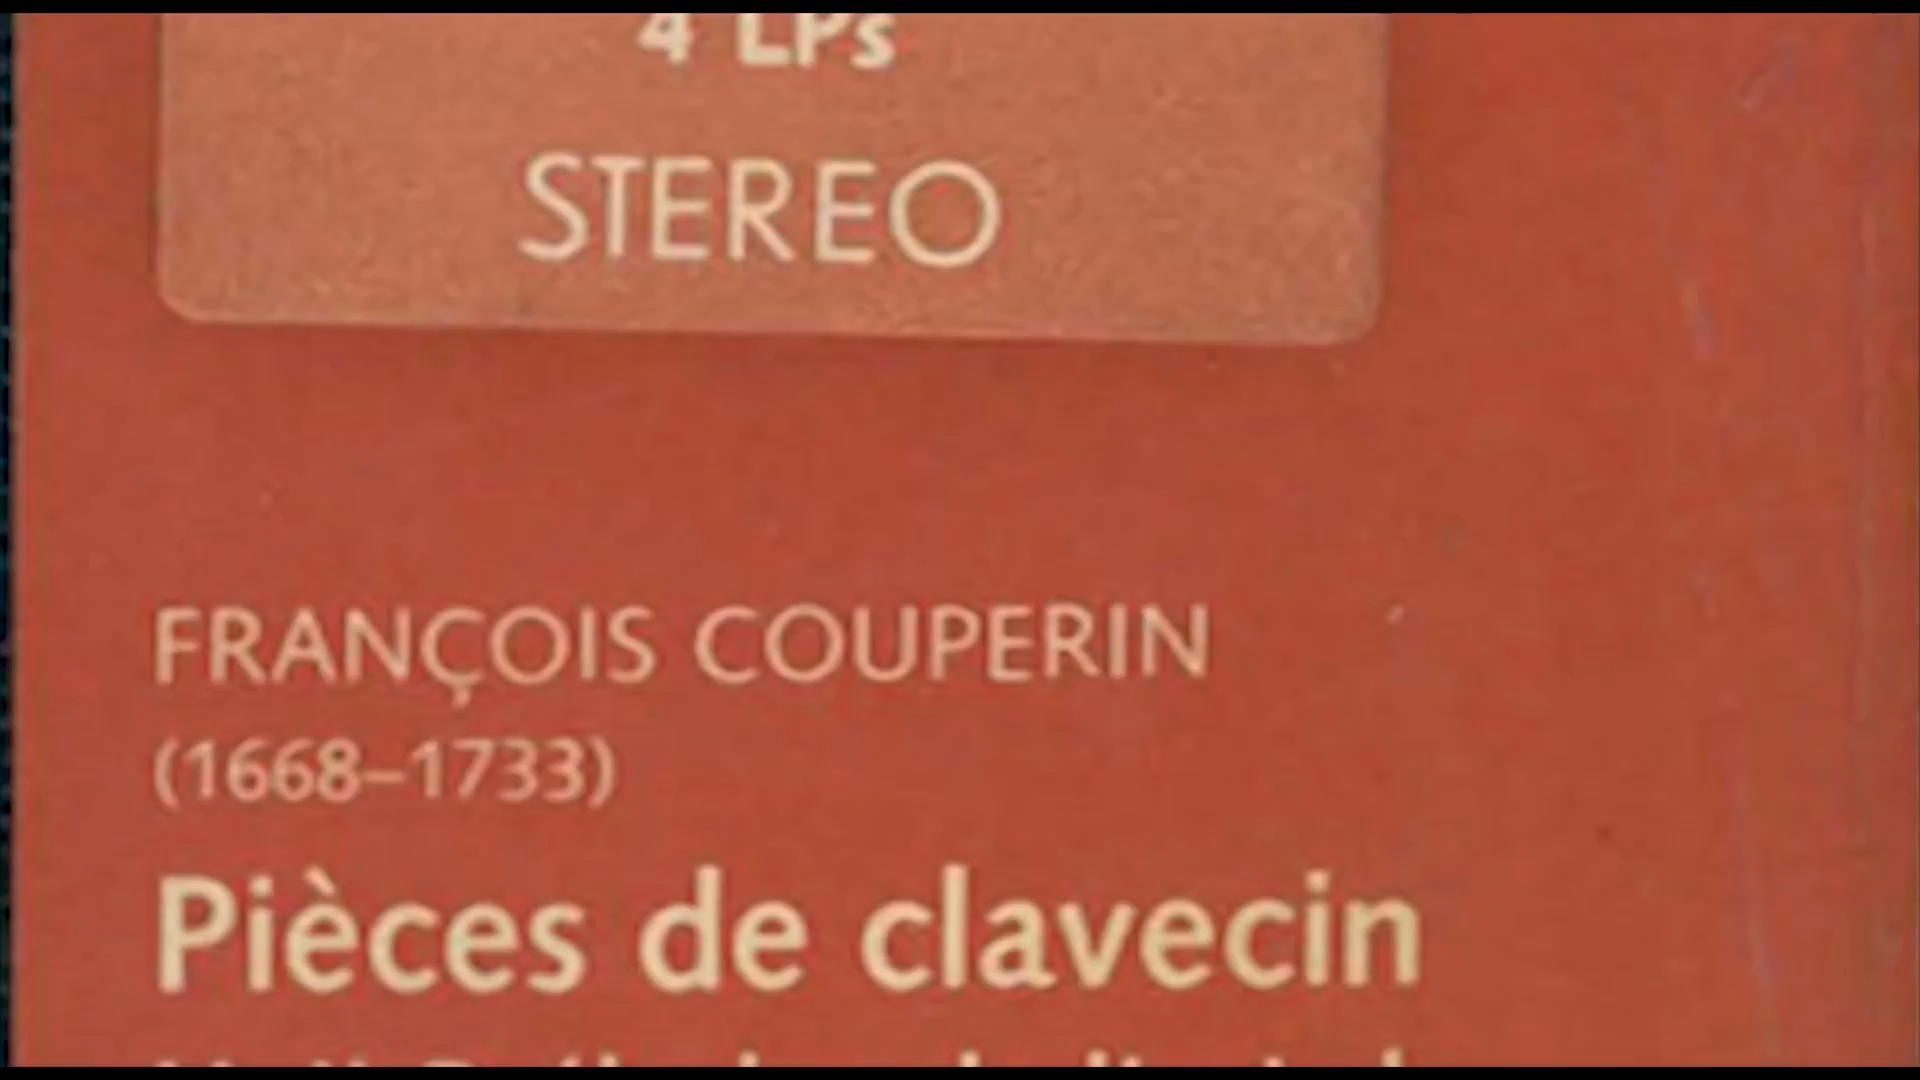 4 LPs
STEREO
FRANÇOIS COUPERIN
(1668–1733)
Pièces de clavecin